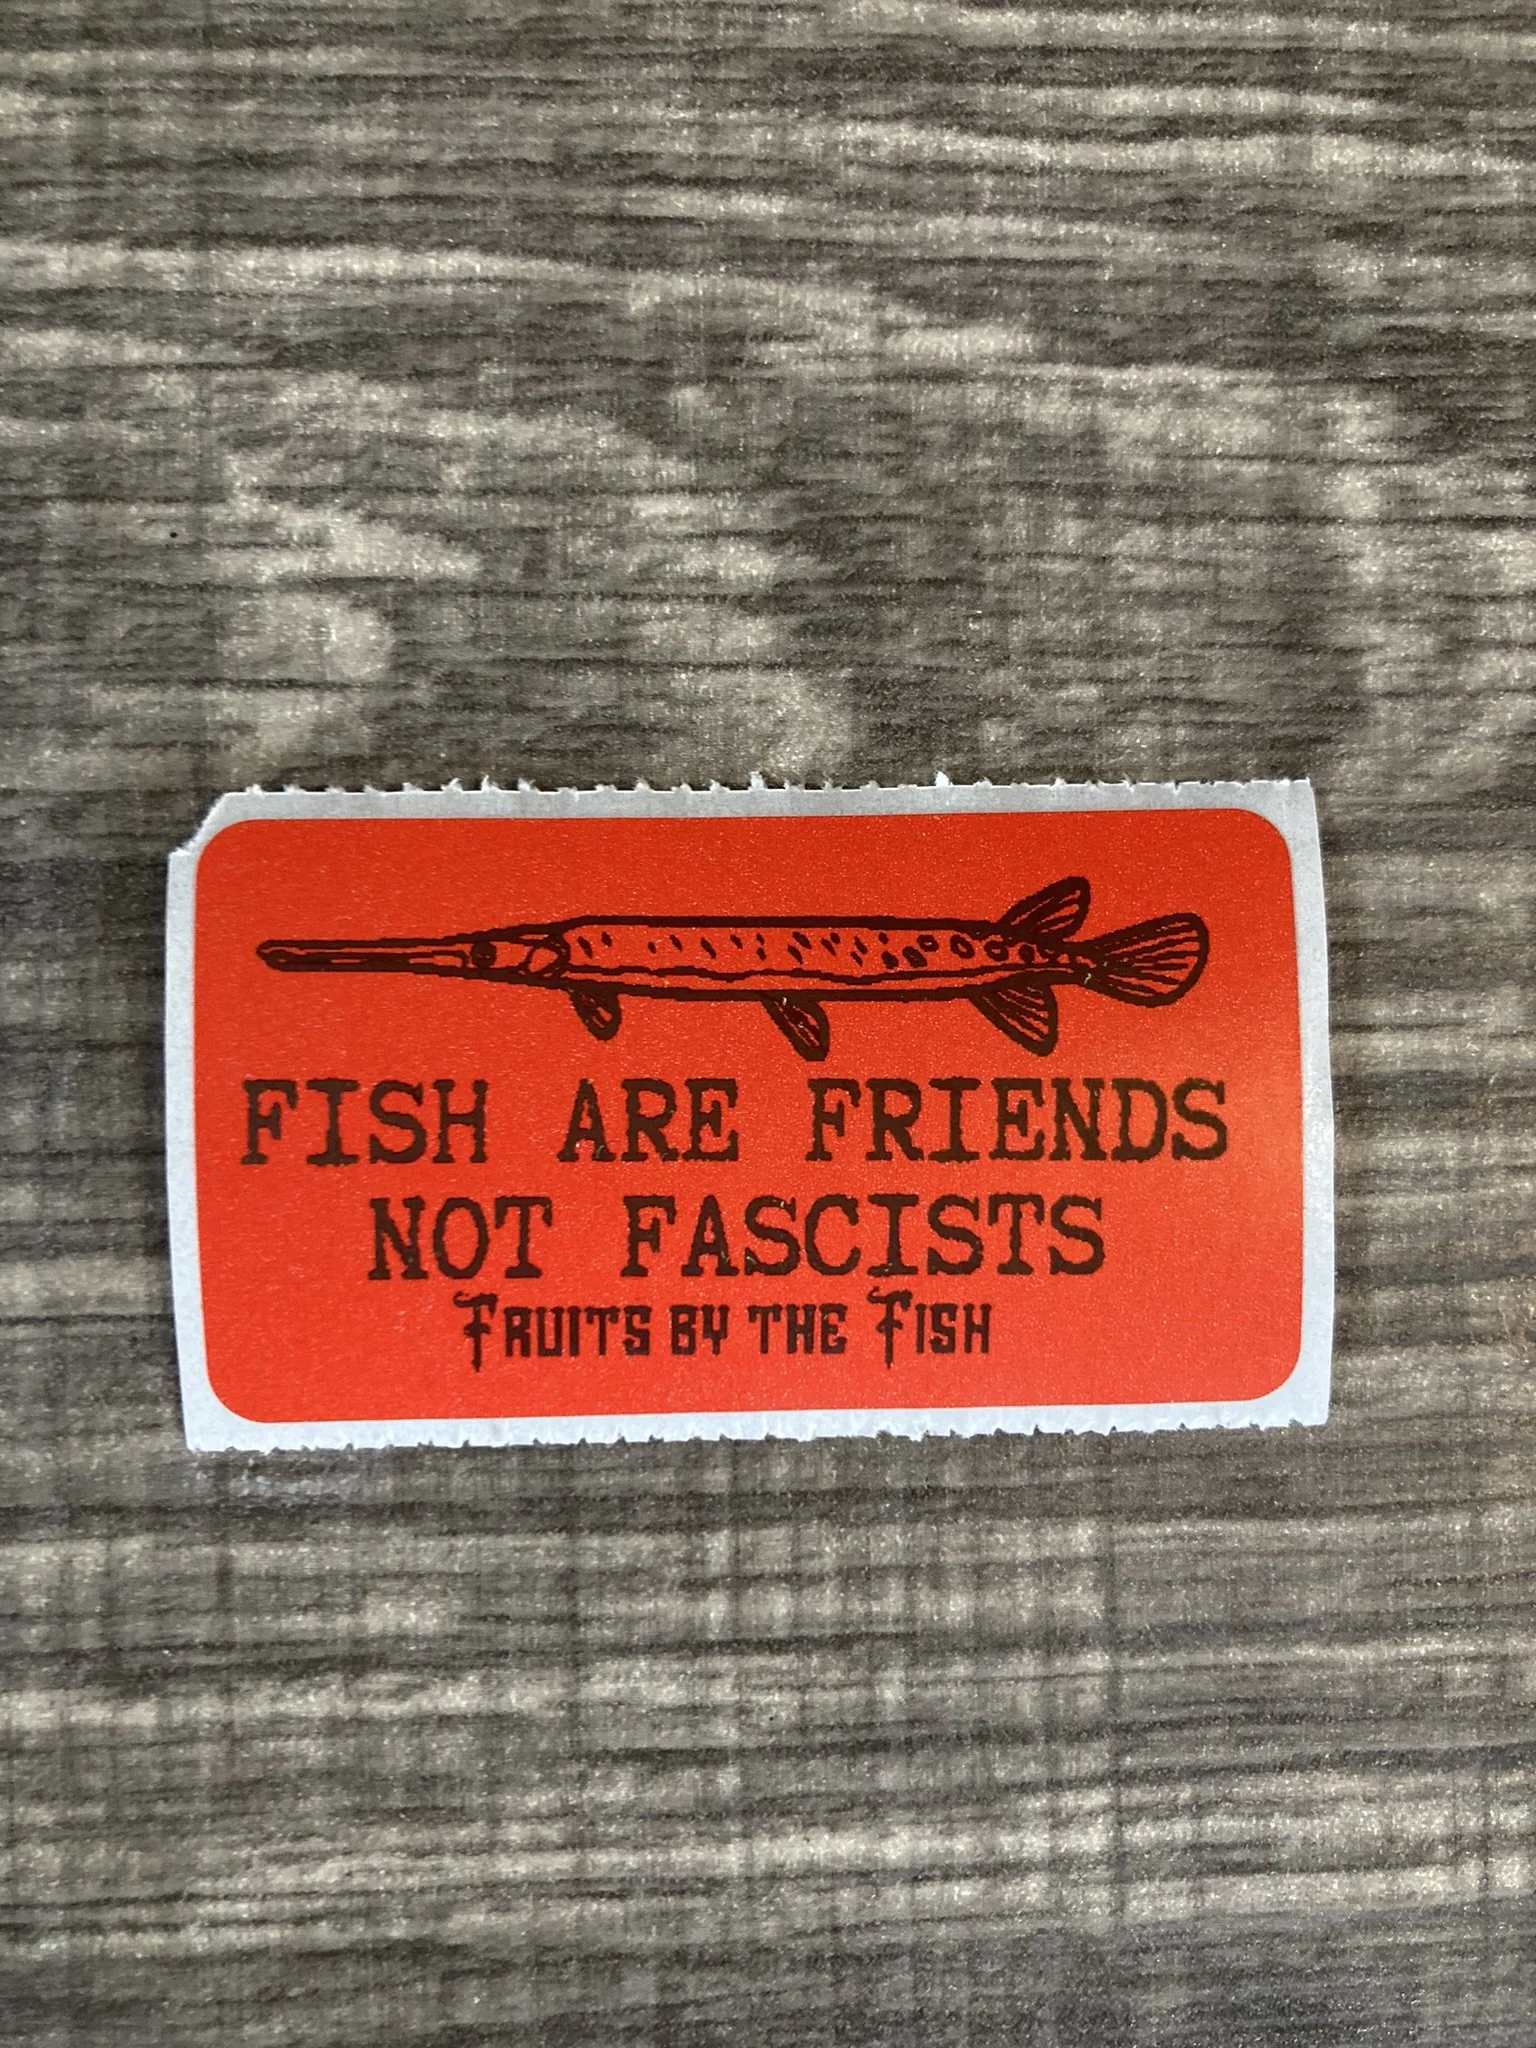 FISH ARE FRIENDS
NOT FASCISTS
FRUITS BY THE FISH